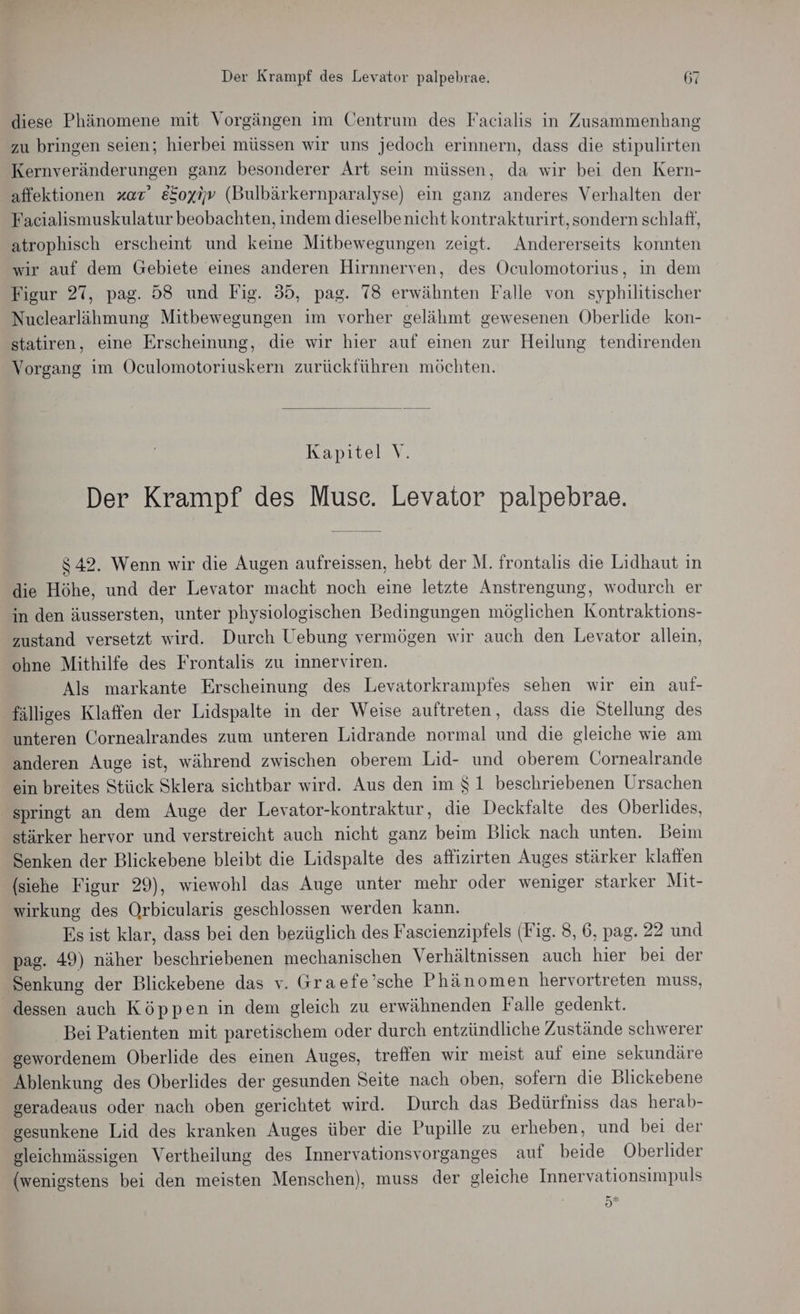 Der Krampf des Levator palpebrae. 67
diese Phänomene mit Vorgängen im Centrum des Facialis in Zusammenhang
zu bringen seien; hierbei müssen wir uns jedoch erinnern, dass die stipulirten
Kernveränderungen ganz besonderer Art sein müssen, da wir bei den Kern-
affektionen κατ’ ἐξοχὴν (Bulbärkernparalyse) ein ganz anderes Verhalten der
Facialismuskulatur beobachten, indem dieselbe nicht kontrakturirt, sondern schlaff,
atrophisch erscheint und keine Mitbewegungen zeigt. Andererseits konnten
wir auf dem Gebiete eines anderen Hirnnerven, des Oculomotorius, in dem
Figur 27, pag. 58 und Fig. 35, pag. 78 erwähnten Falle von syphilitischer
Nuclearlähmung Mitbewegungen im vorher gelähmt gewesenen Oberlide kon-
statiren, eine Erscheinung, die wir hier auf einen zur Heilung tendirenden
Vorgang im Oculomotoriuskern zurückführen möchten.
Kapitel V.
Der Krampf des Musc. Levator palpebrae.
§ 42. Wenn wir die Augen aufreissen, hebt der M. frontalis die Lidhaut in
die Höhe, und der Levator macht noch eine letzte Anstrengung, wodurch er
in den äussersten, unter physiologischen Bedingungen möglichen Kontraktions-
zustand versetzt wird. Durch Uebung vermögen wir auch den Levator allein,
ohne Mithilfe des Frontalis zu innerviren.
Als markante Erscheinung des Levatorkrampfes sehen wir ein auf-
fälliges Klaffen der Lidspalte in der Weise auftreten, dass die Stellung des
unteren Cornealrandes zum unteren Lidrande normal und die gleiche wie am
anderen Auge ist, während zwischen oberem Lid- und oberem Cornealrande
ein breites Stück Sklera sichtbar wird. Aus den im § 1 beschriebenen Ursachen
springt an dem Auge der Levator-kontraktur, die Deckfalte des Oberlides,
stärker hervor und verstreicht auch nicht ganz beim Blick nach unten. Beim
Senken der Blickebene bleibt die Lidspalte des affizirten Auges stärker klaffen
(siehe Figur 29), wiewohl das Auge unter mehr oder weniger starker Mit-
wirkung des Orbicularis geschlossen werden kann.
Es ist klar, dass bei den bezüglich des Fascienzipfels (Fig. 8, 6, pag. 22 und
pag. 49) näher beschriebenen mechanischen Verhältnissen auch hier bei der
Senkung der Blickebene das v. Graefe’sche Phänomen hervortreten muss,
dessen auch Köppen in dem gleich zu erwähnenden Falle gedenkt.
Bei Patienten mit paretischem oder durch entzündliche Zustände schwerer
gewordenem Oberlide des einen Auges, treffen wir meist auf eine sekundäre
Ablenkung des Oberlides der gesunden Seite nach oben, sofern die Blickebene
geradeaus oder nach oben gerichtet wird. Durch das Bedürfniss das herab-
gesunkene Lid des kranken Auges über die Pupille zu erheben, und bei der
gleichmässigen Vertheilung des Innervationsvorganges auf beide Oberlider
(wenigstens bei den meisten Menschen), muss der gleiche Innervationsimpuls
5*